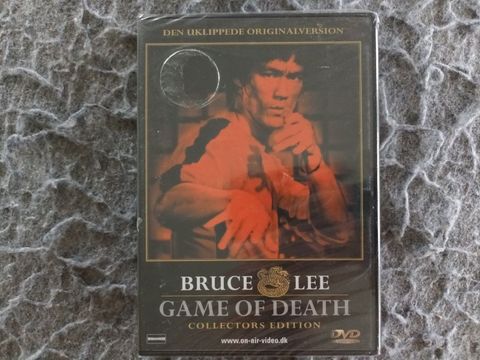 DEN UKLIPPEDE ORIGINALVERSION
BRUCE LEE
GAME OF DEATH
COLLECTORS EDITION
www.on-air-video.dk
DVD